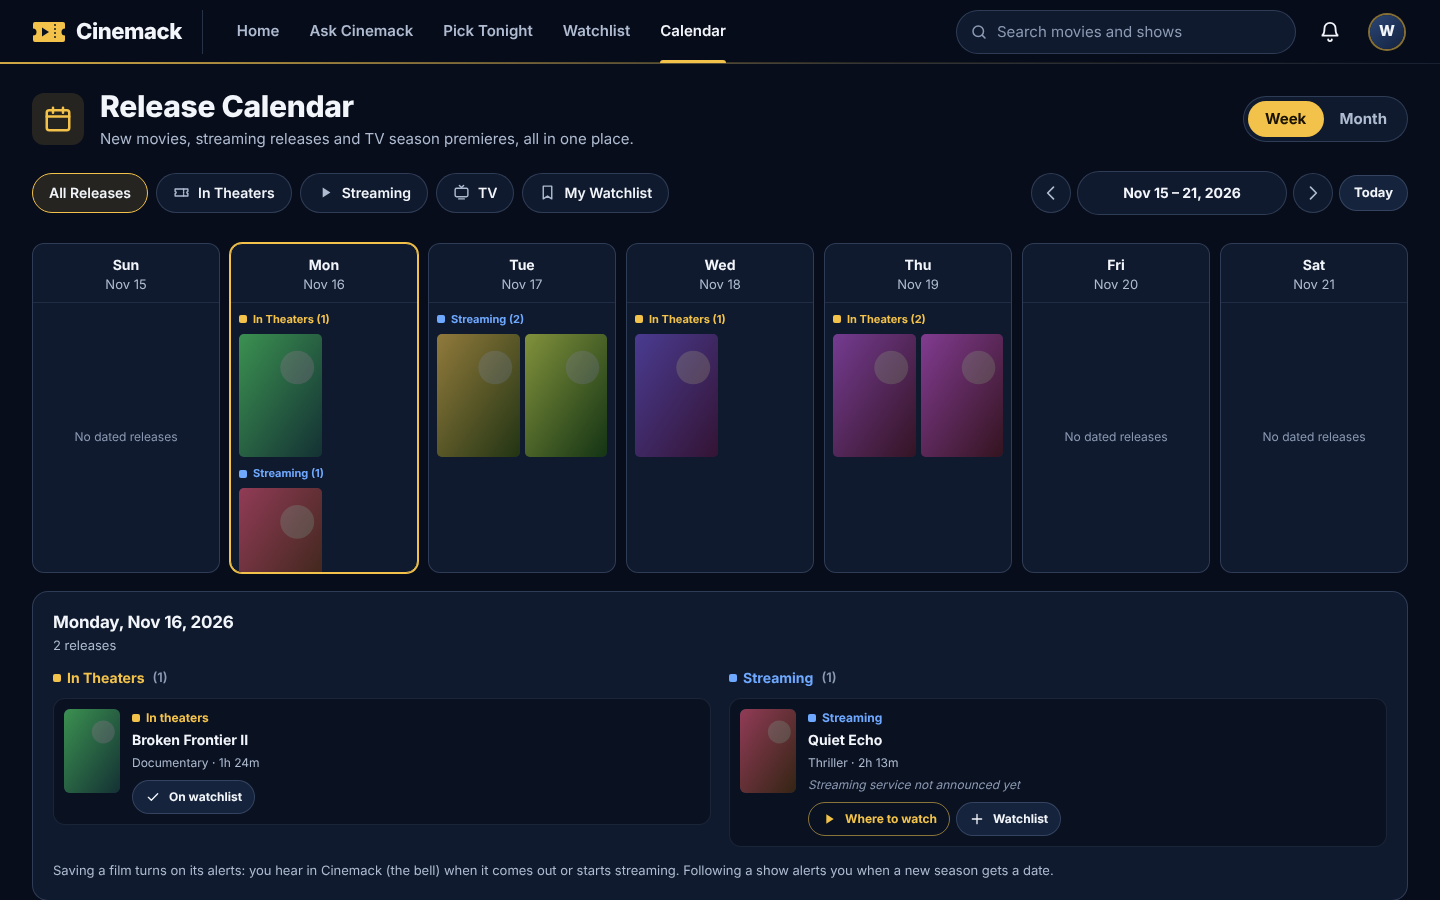 Cinemack
Home
Ask Cinemack
Pick Tonight
Watchlist
Calendar
Search movies and shows
W
Release Calendar
New movies, streaming releases and TV season premieres, all in one place.
Week
Month
All Releases
In Theaters
Streaming
TV
My Watchlist
Nov 15 – 21, 2026
Today
Sun
Nov 15
No dated releases
Mon
Nov 16
In Theaters (1)
Streaming (1)
Tue
Nov 17
Streaming (2)
Wed
Nov 18
In Theaters (1)
Thu
Nov 19
In Theaters (2)
Fri
Nov 20
No dated releases
Sat
Nov 21
No dated releases
Monday, Nov 16, 2026
2 releases
In Theaters (1)
In theaters
Broken Frontier II
Documentary · 1h 24m
On watchlist
Streaming (1)
Streaming
Quiet Echo
Thriller · 2h 13m
Streaming service not announced yet
Where to watch
Watchlist
Saving a film turns on its alerts: you hear in Cinemack (the bell) when it comes out or starts streaming. Following a show alerts you when a new season gets a date.